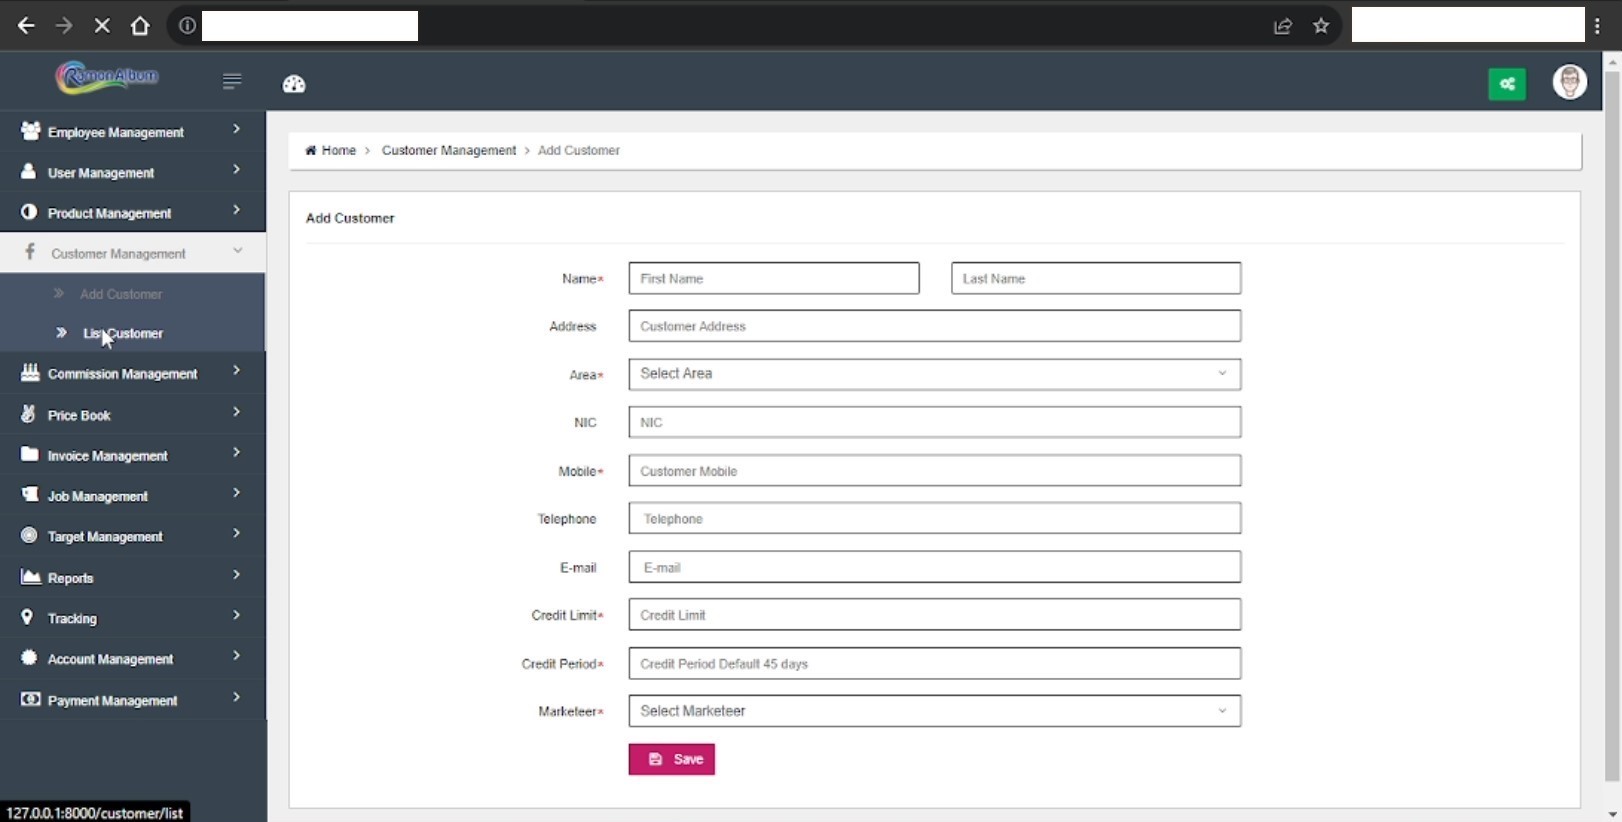 Ramon Album
Employee Management
User Management
Product Management
Customer Management
Add Customer
List Customer
Commission Management
Price Book
Invoice Management
Job Management
Target Management
Reports
Tracking
Account Management
Payment Management
127.0.0.1:8000/customer/list
Home > Customer Management > Add Customer
Add Customer
Name* First Name Last Name
Address Customer Address
Area* Select Area
NIC NIC
Mobile* Customer Mobile
Telephone Telephone
E-mail E-mail
Credit Limit* Credit Limit
Credit Period* Credit Period Default 45 days
Marketeer* Select Marketeer
Save